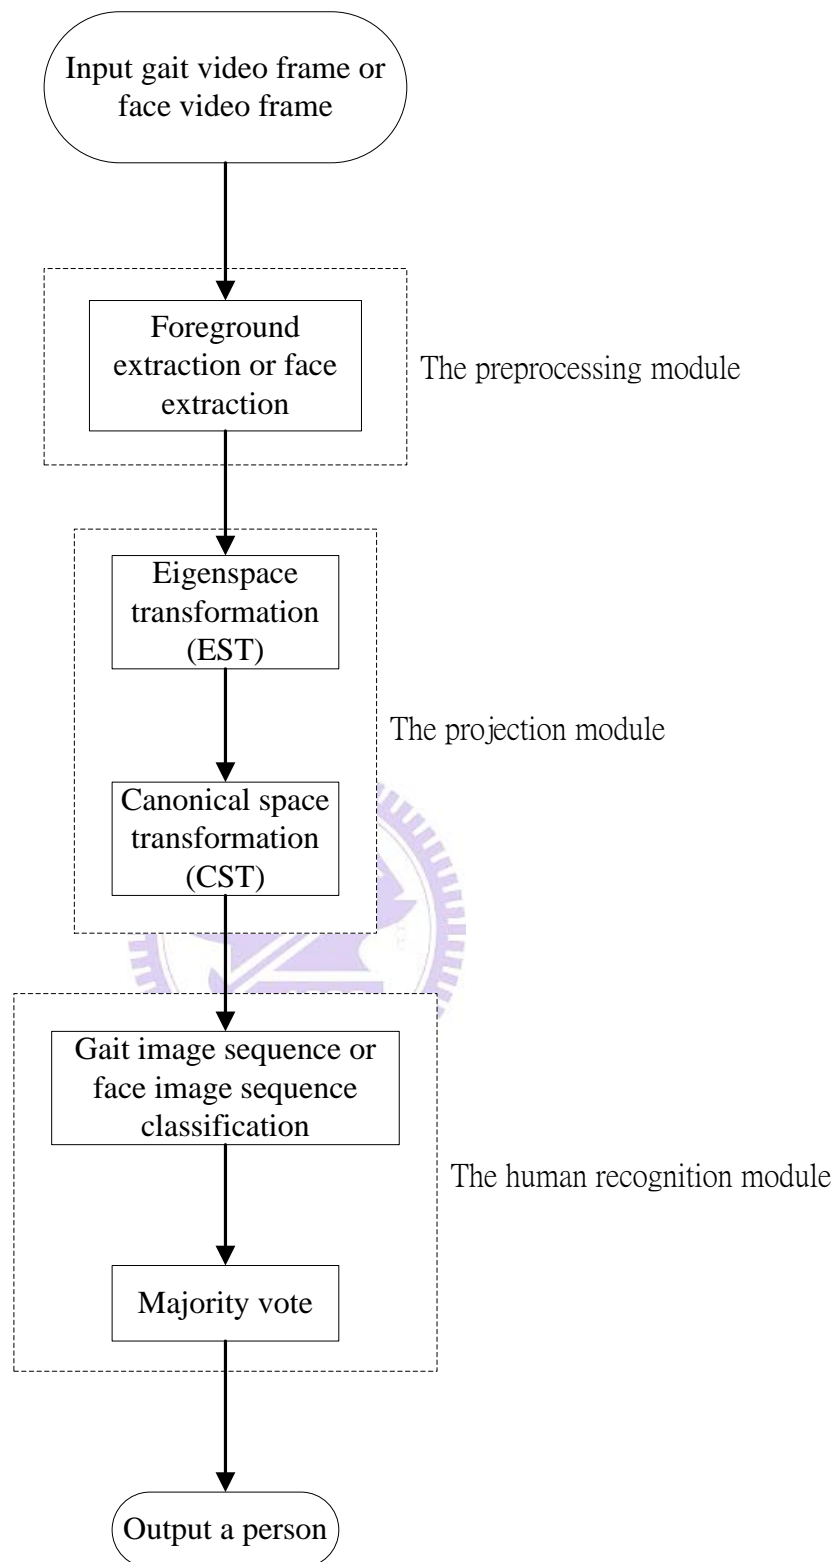 Input gait video frame or
face video frame
Foreground
extraction or face
extraction
The preprocessing module
Eigenspace
transformation
(EST)
The projection module
Canonical space
transformation
(CST)
Gait image sequence or
face image sequence
classification
The human recognition module
Majority vote
Output a person